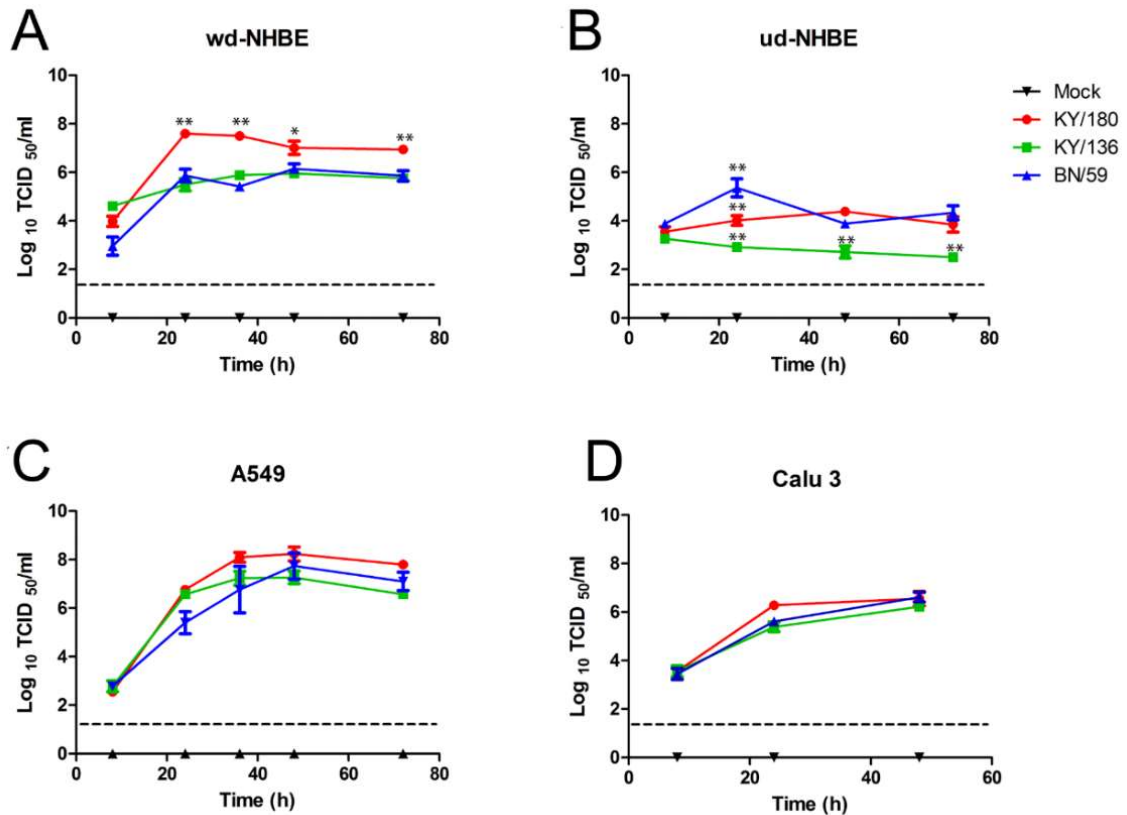 A
wd-NHBE
Log 10 TCID 50/ml
10
8
6
4
2
0
** ** * **
0 20 40 60 80
Time (h)
B
ud-NHBE
Log 10 TCID 50/ml
10
8
6
4
2
0
**
**
** ** **
0 20 40 60 80
Time (h)
Mock
KY/180
KY/136
BN/59
C
A549
Log 10 TCID 50/ml
10
8
6
4
2
0
0 20 40 60 80
Time (h)
D
Calu 3
Log 10 TCID 50/ml
10
8
6
4
2
0
0 20 40 60
Time (h)